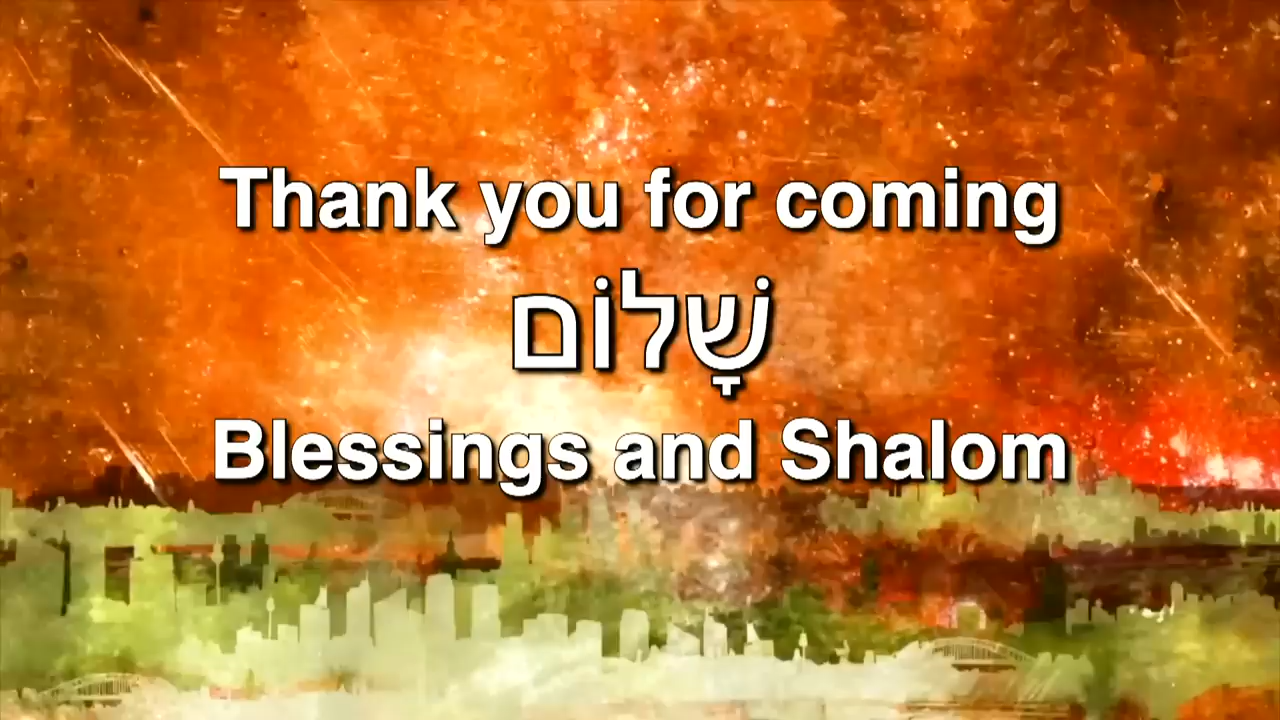 Thank you for coming
שָׁלוֹם
Blessings and Shalom